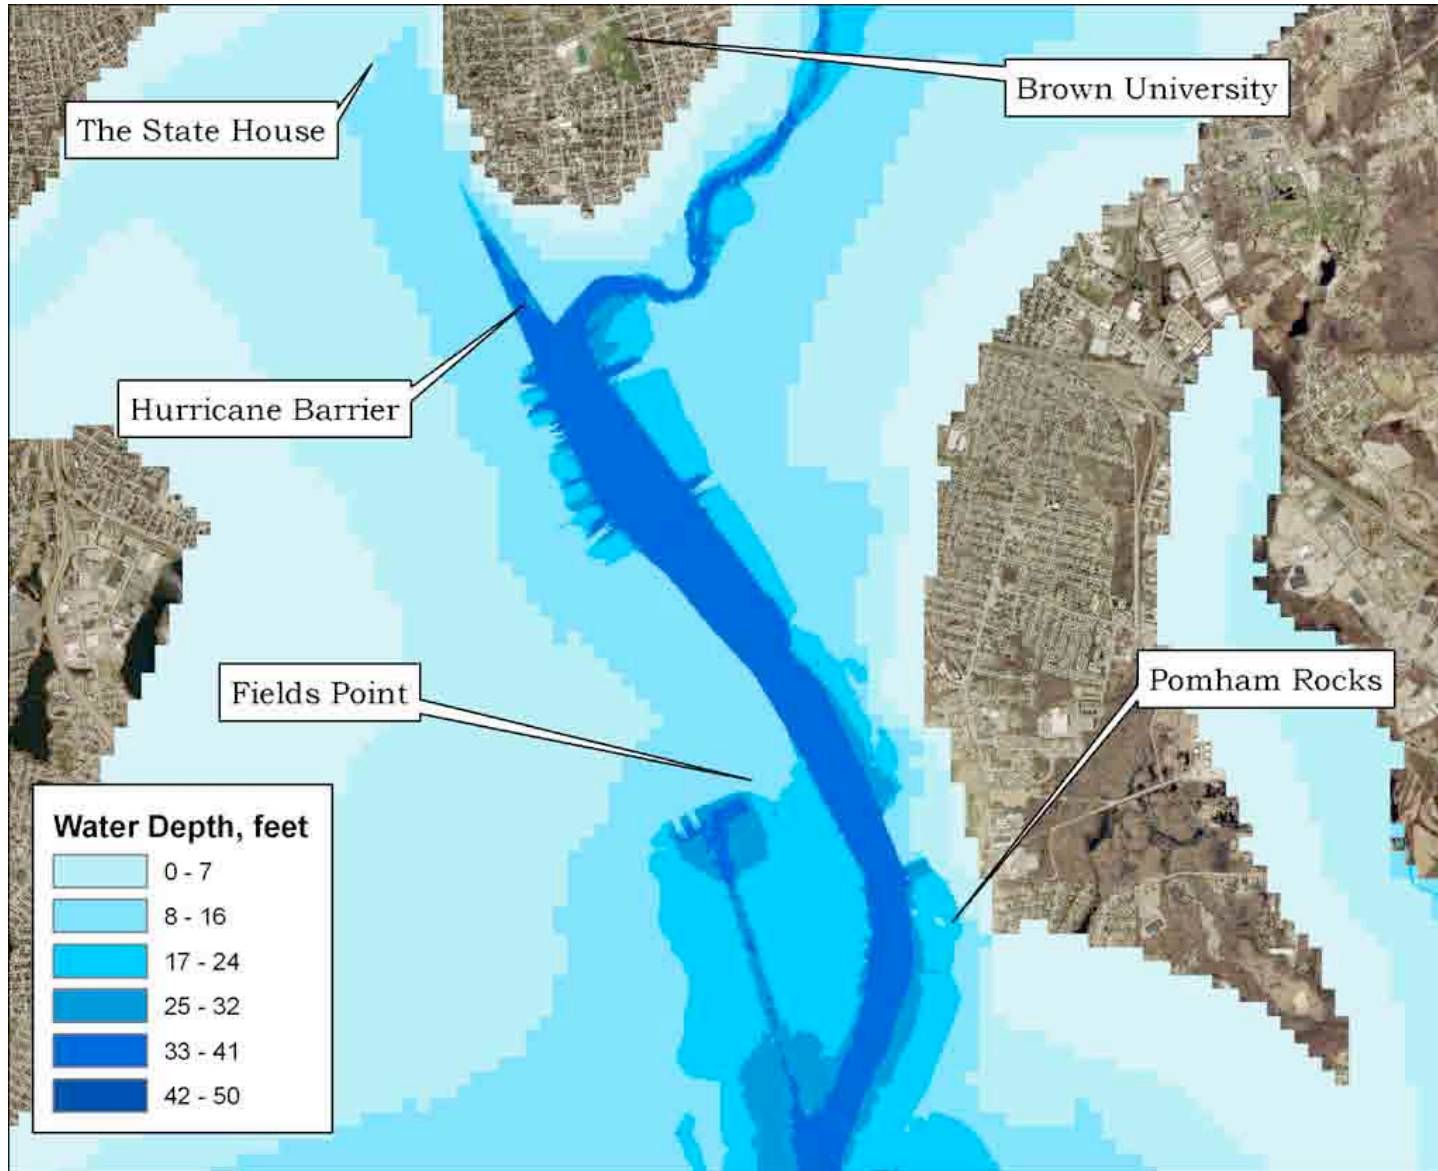 Brown University
The State House
Hurricane Barrier
Fields Point
Pomham Rocks
Water Depth, feet
0 - 7
8 - 16
17 - 24
25 - 32
33 - 41
42 - 50